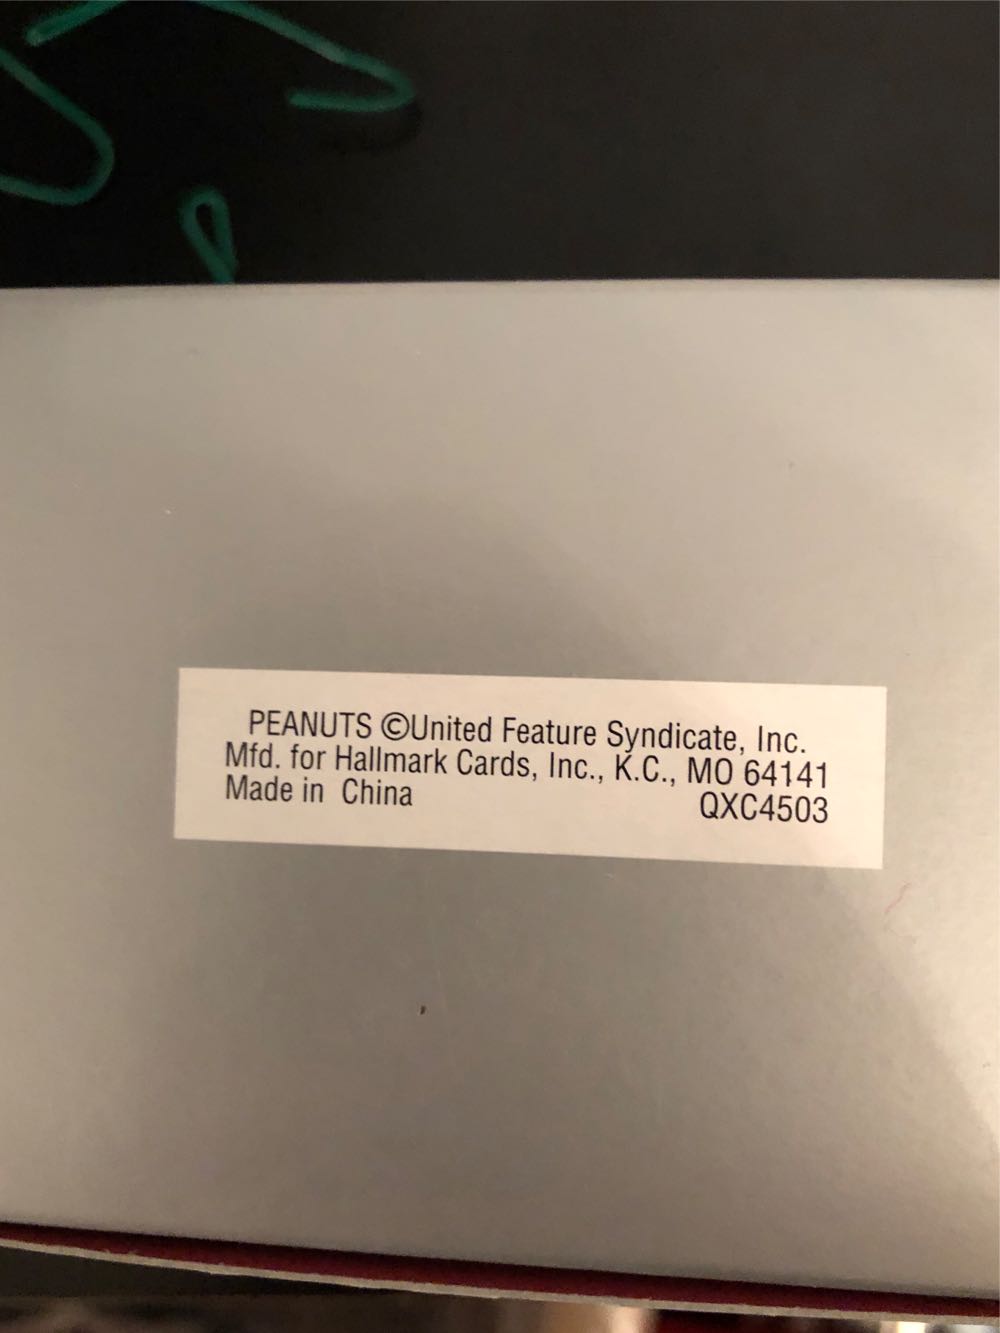 PEANUTS ©United Feature Syndicate, Inc.
Mfd. for Hallmark Cards, Inc., K.C., MO 64141
Made in China QXC4503